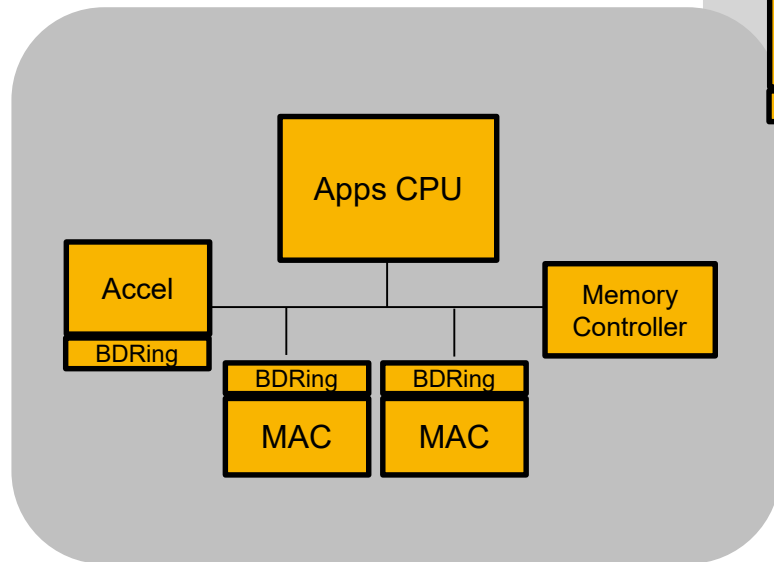 Apps CPU
Accel
BDRing
Memory
Controller
BDRing
BDRing
MAC
MAC